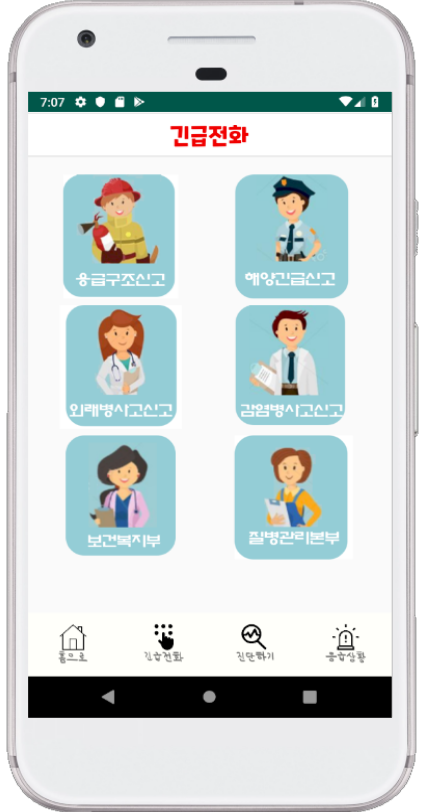 7:07
긴급전화
응급구조신고
해양긴급신고
외래병사고신고
감염병사고신고
보건복지부
질병관리본부
홈으로
긴급전화
진단하기
응급상황